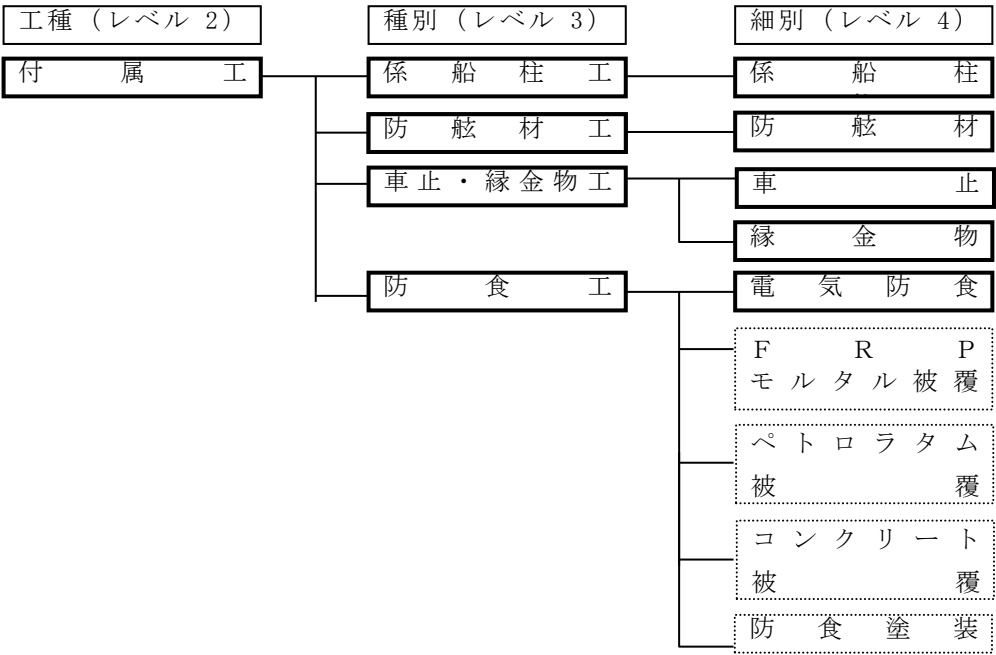 工種（レベル 2） 種別（レベル 3） 細別（レベル 4）
付属工 係船柱工 係船柱
防舷材工 防舷材
車止・縁金物工 車止
縁金物
防食工 電気防食
ＦＲＰ
モルタル被覆
ペトロラタム
被覆
コンクリート
被覆
防食塗装